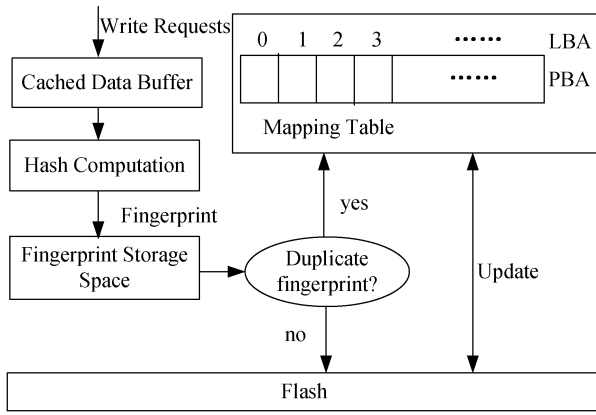 Write Requests
Cached Data Buffer
Hash Computation
Fingerprint
Fingerprint Storage
Space
Duplicate
fingerprint?
yes
no
0 1 2 3 ······ LBA
······ PBA
Mapping Table
Update
Flash